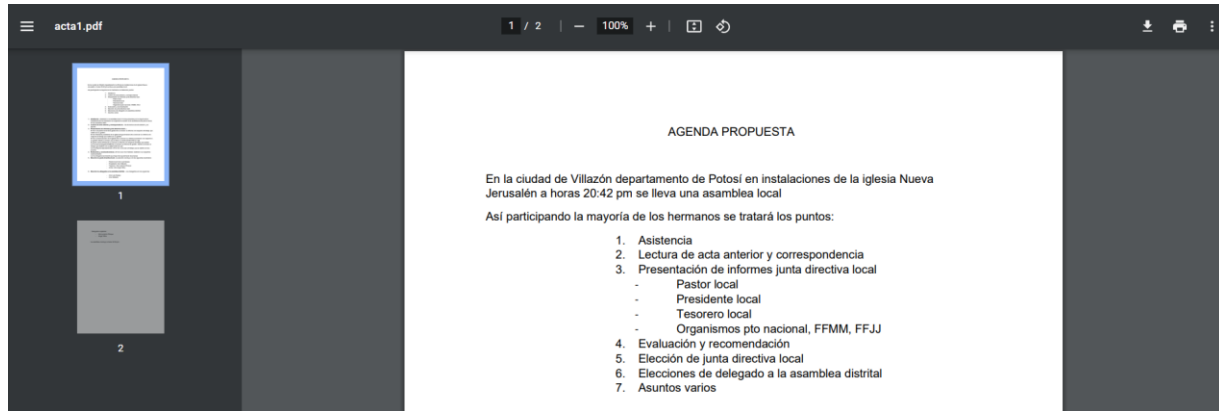 acta1.pdf
1 / 2 | − 100% + |
1
2
AGENDA PROPUESTA
En la ciudad de Villazón departamento de Potosí en instalaciones de la iglesia Nueva
Jerusalén a horas 20:42 pm se lleva una asamblea local
Así participando la mayoría de los hermanos se tratará los puntos:
1. Asistencia
2. Lectura de acta anterior y correspondencia
3. Presentación de informes junta directiva local
- Pastor local
- Presidente local
- Tesorero local
- Organismos pto nacional, FFMM, FFJJ
4. Evaluación y recomendación
5. Elección de junta directiva local
6. Elecciones de delegado a la asamblea distrital
7. Asuntos varios